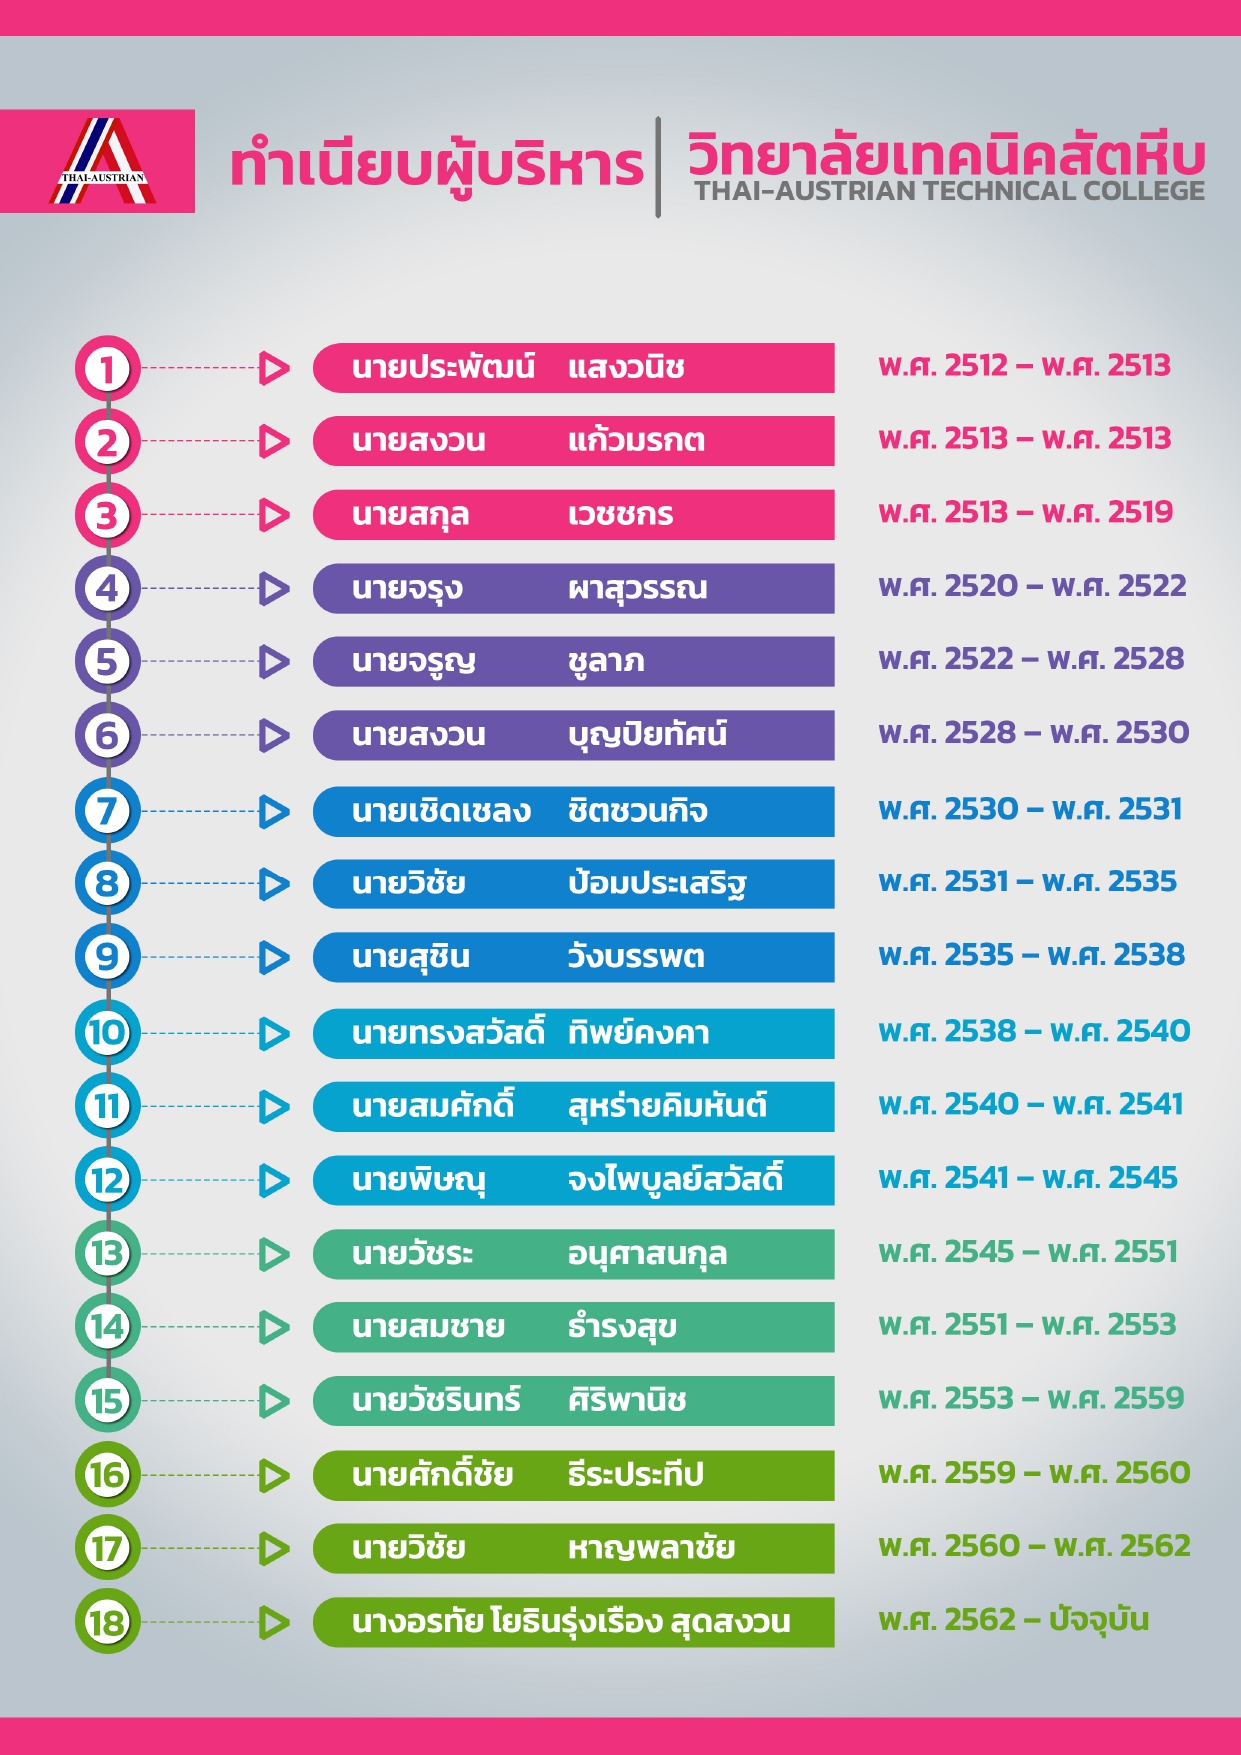 THAI-AUSTRIAN
ทำเนียบผู้บริหาร
วิทยาลัยเทคนิคสัตหีบ
THAI-AUSTRIAN TECHNICAL COLLEGE
1 นายประพัฒน์ แสงวนิช พ.ศ. 2512 – พ.ศ. 2513
2 นายสงวน แก้วมรกต พ.ศ. 2513 – พ.ศ. 2513
3 นายสกุล เวชชกร พ.ศ. 2513 – พ.ศ. 2519
4 นายจรุง ผาสุวรรณ พ.ศ. 2520 – พ.ศ. 2522
5 นายจรูญ ชูลาภ พ.ศ. 2522 – พ.ศ. 2528
6 นายสงวน บุญปิยทัศน์ พ.ศ. 2528 – พ.ศ. 2530
7 นายเชิดเชลง ชิตชวนกิจ พ.ศ. 2530 – พ.ศ. 2531
8 นายวิชัย ป้อมประเสริฐ พ.ศ. 2531 – พ.ศ. 2535
9 นายสุชิน วังบรรพต พ.ศ. 2535 – พ.ศ. 2538
10 นายทรงสวัสดิ์ ทิพย์คงคา พ.ศ. 2538 – พ.ศ. 2540
11 นายสมศักดิ์ สุหร่ายคิมหันต์ พ.ศ. 2540 – พ.ศ. 2541
12 นายพิษณุ จงไพบูลย์สวัสดิ์ พ.ศ. 2541 – พ.ศ. 2545
13 นายวัชระ อนุศาสนกุล พ.ศ. 2545 – พ.ศ. 2551
14 นายสมชาย ธำรงสุข พ.ศ. 2551 – พ.ศ. 2553
15 นายวัชรินทร์ ศิริพานิช พ.ศ. 2553 – พ.ศ. 2559
16 นายศักดิ์ชัย ธีระประทีป พ.ศ. 2559 – พ.ศ. 2560
17 นายวิชัย หาญพลาชัย พ.ศ. 2560 – พ.ศ. 2562
18 นางอรทัย โยธินรุ่งเรือง สุดสงวน พ.ศ. 2562 – ปัจจุบัน